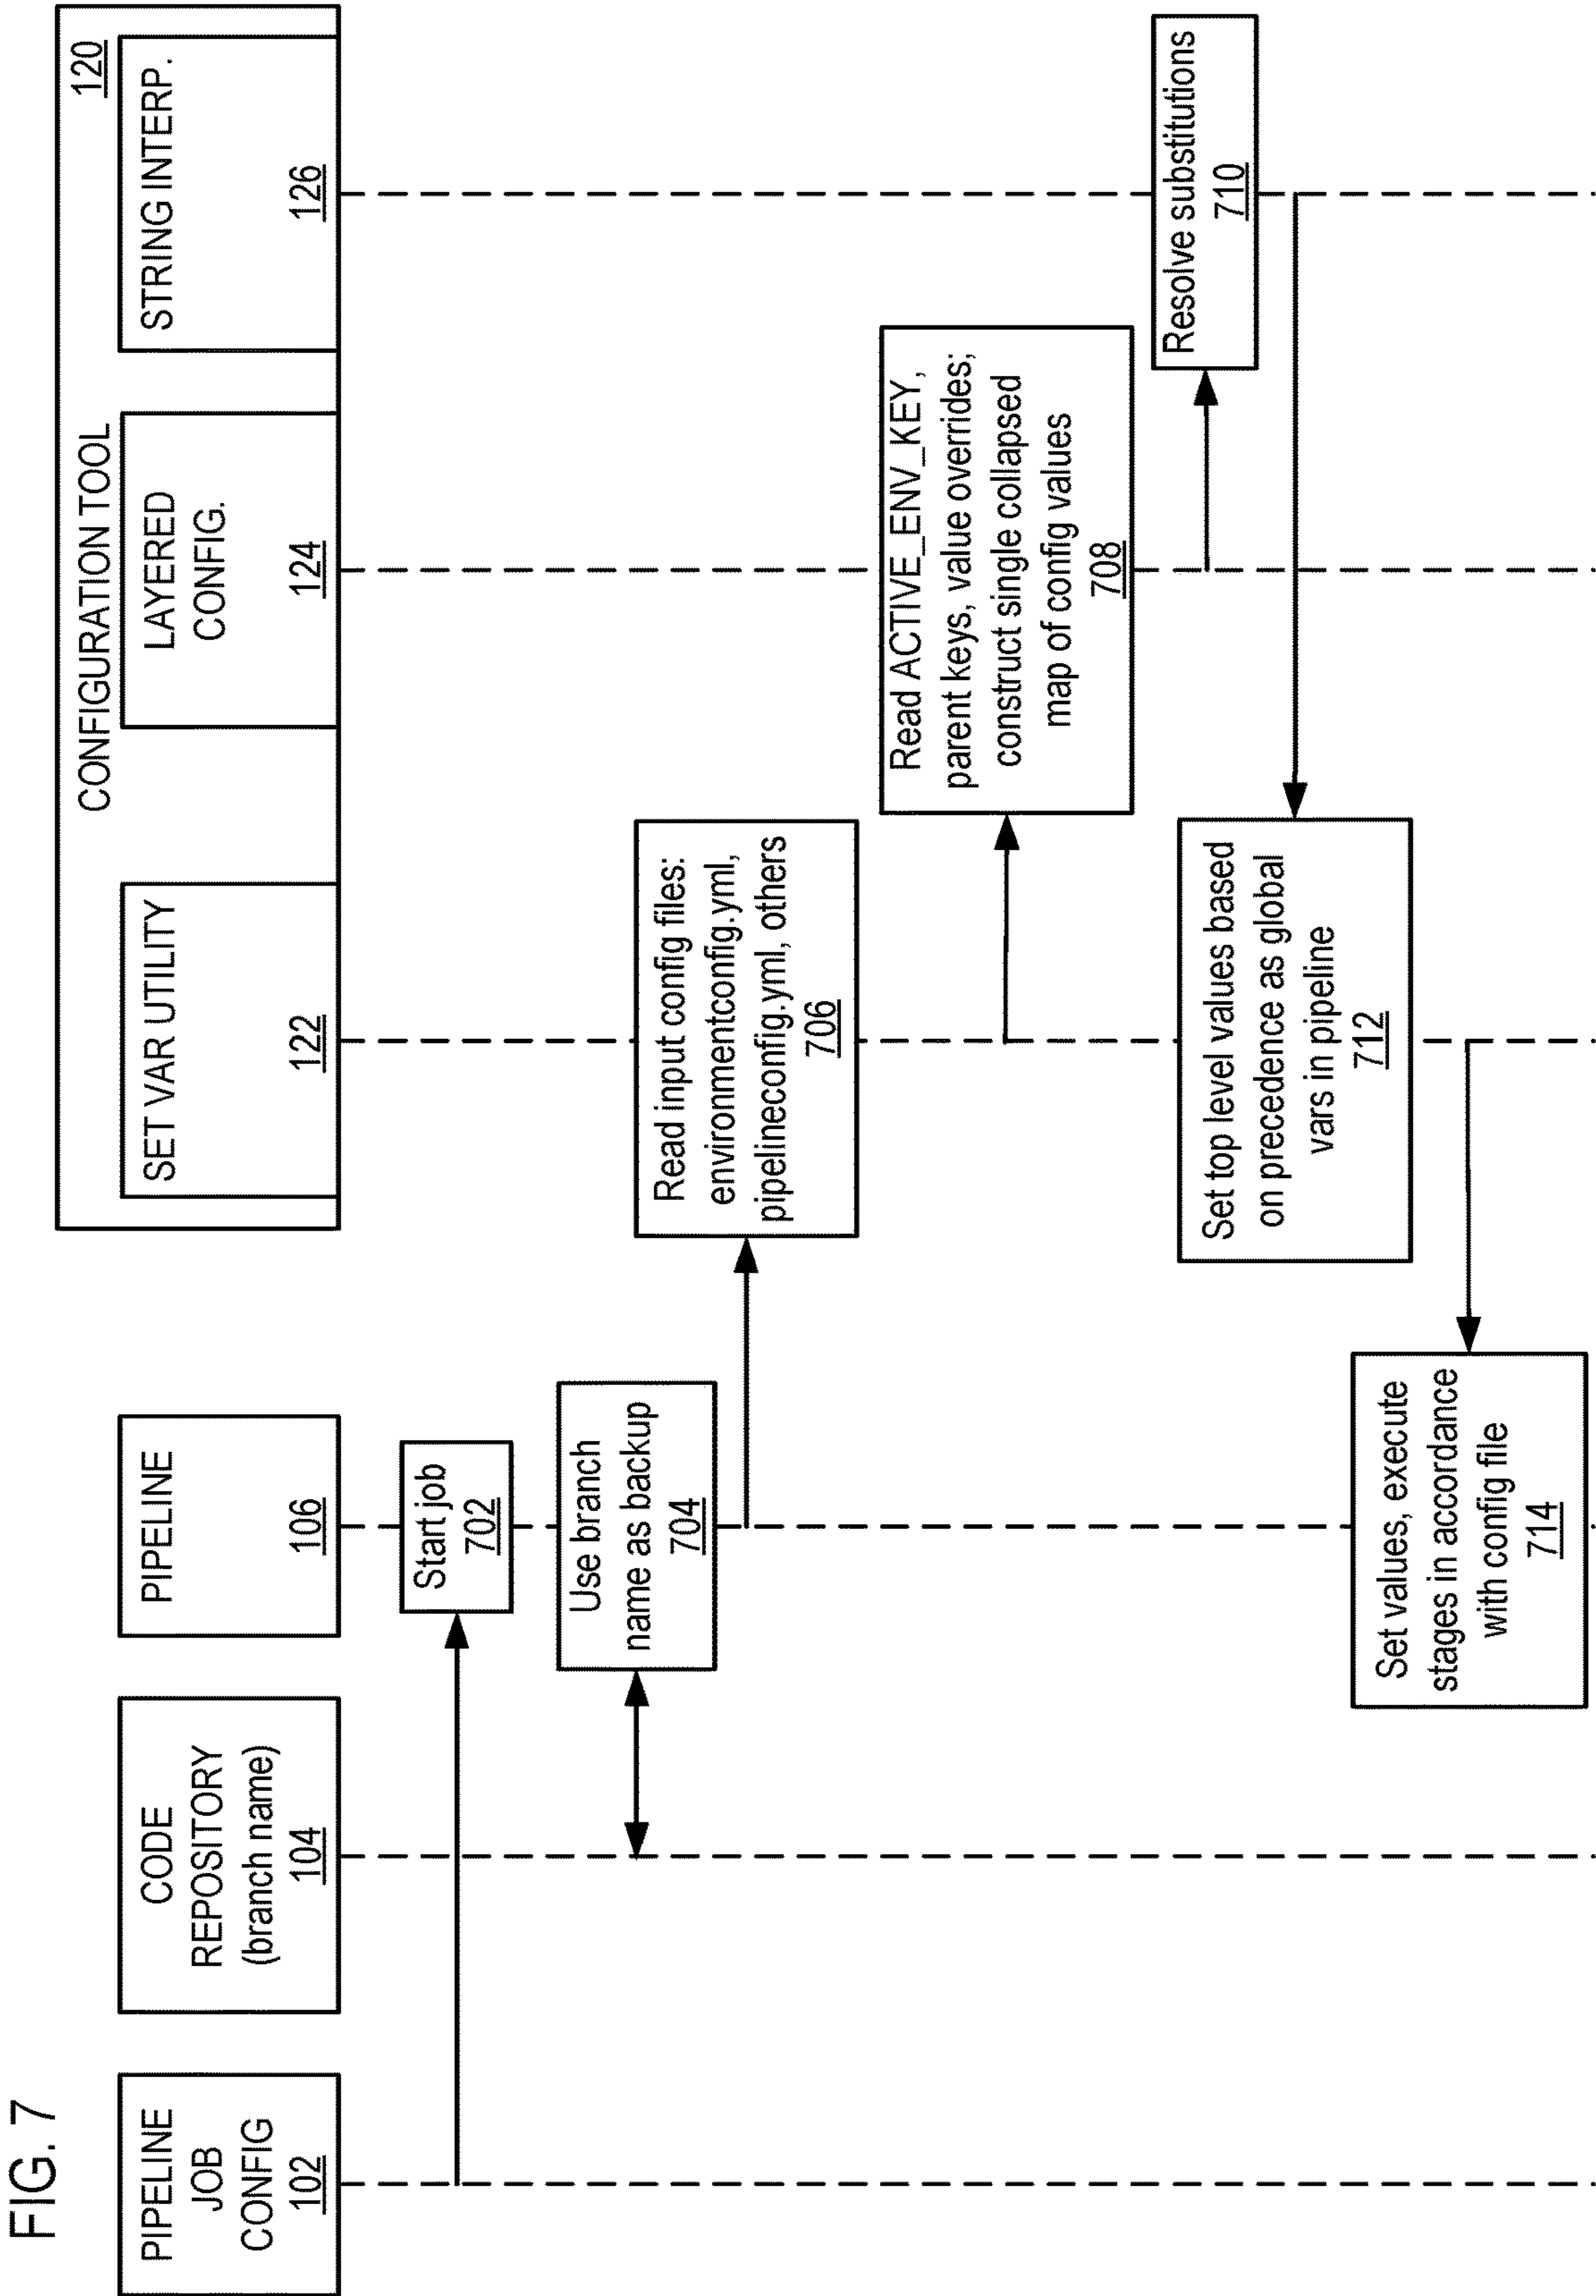 FIG. 7
PIPELINE
JOB
CONFIG
102
CODE
REPOSITORY
(branch name)
104
PIPELINE
106
CONFIGURATION TOOL
120
SET VAR UTILITY
122
LAYERED
CONFIG.
124
STRING INTERP.
126
Start job
702
Use branch
name as backup
704
Read input config files:
environmentconfig.yml,
pipelineconfig.yml, others
706
Read ACTIVE_ENV_KEY,
parent keys, value overrides;
construct single collapsed
map of config values
708
Resolve substitutions
710
Set top level values based
on precedence as global
vars in pipeline
712
Set values, execute
stages in accordance
with config file
714